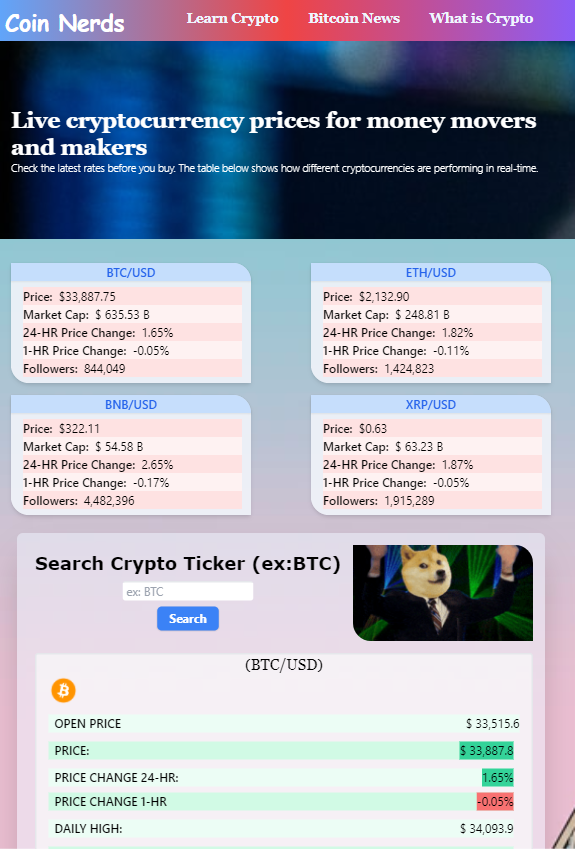 Coin Nerds
Learn Crypto
Bitcoin News
What is Crypto
Live cryptocurrency prices for money movers
and makers
Check the latest rates before you buy. The table below shows how different cryptocurrencies are performing in real-time.
BTC/USD
Price: $33,887.75
Market Cap: $ 635.53 B
24-HR Price Change: 1.65%
1-HR Price Change: -0.05%
Followers: 844,049
ETH/USD
Price: $2,132.90
Market Cap: $ 248.81 B
24-HR Price Change: 1.82%
1-HR Price Change: -0.11%
Followers: 1,424,823
BNB/USD
Price: $322.11
Market Cap: $ 54.58 B
24-HR Price Change: 2.65%
1-HR Price Change: -0.17%
Followers: 4,482,396
XRP/USD
Price: $0.63
Market Cap: $ 63.23 B
24-HR Price Change: 1.87%
1-HR Price Change: -0.05%
Followers: 1,915,289
Search Crypto Ticker (ex:BTC)
ex: BTC
Search
(BTC/USD)
OPEN PRICE $ 33,515.6
PRICE: $ 33,887.8
PRICE CHANGE 24-HR: 1.65%
PRICE CHANGE 1-HR -0.05%
DAILY HIGH: $ 34,093.9